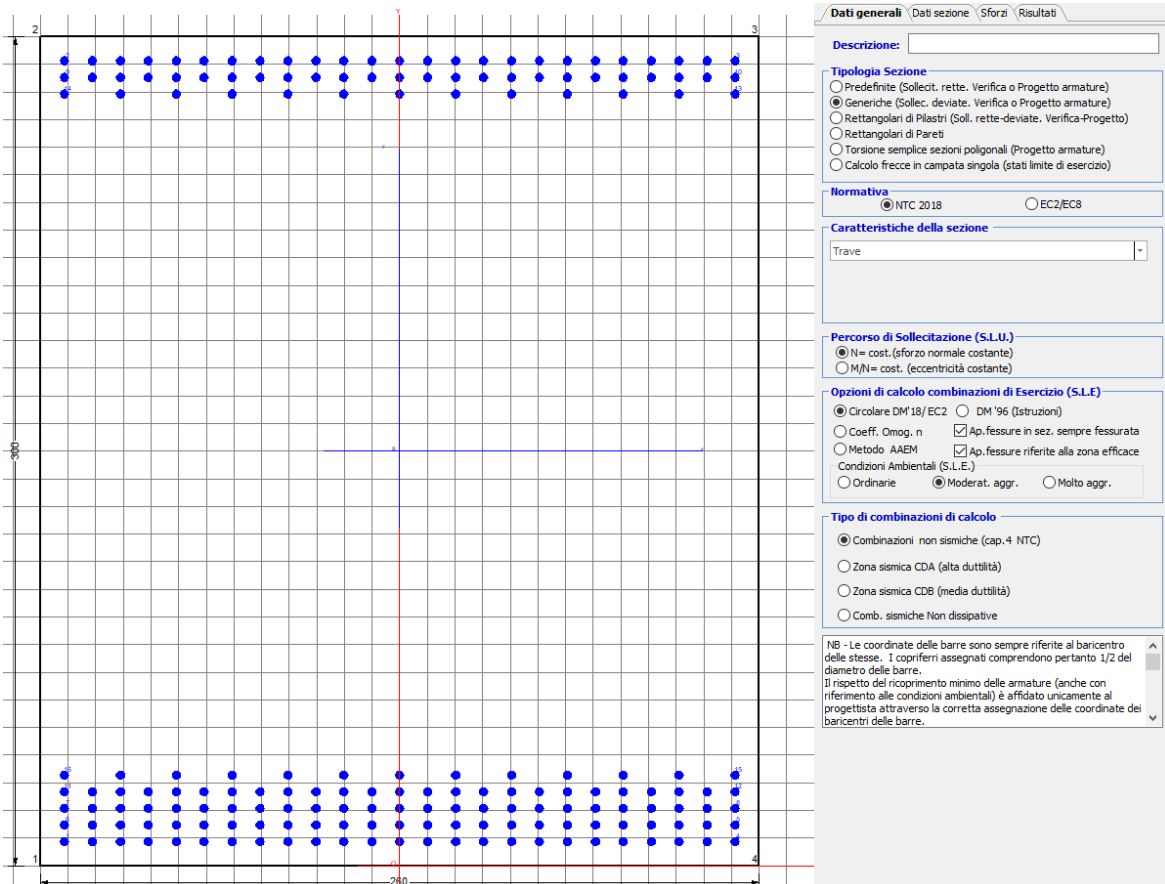 Y
2
3
300
1
4
O
260
Dati generali
Dati sezione
Sforzi
Risultati
Descrizione:
Tipologia Sezione
Predefinite (Sollecit. rette. Verifica o Progetto armature)
Generiche (Sollec. deviate. Verifica o Progetto armature)
Rettangolari di Pilastri (Soll. rette-deviate. Verifica-Progetto)
Rettangolari di Pareti
Torsione semplice sezioni poligonali (Progetto armature)
Calcolo frecce in campata singola (stati limite di esercizio)
Normativa
NTC 2018
EC2/EC8
Caratteristiche della sezione
Trave
Percorso di Sollecitazione (S.L.U.)
N= cost.(sforzo normale costante)
M/N= cost. (eccentricità costante)
Opzioni di calcolo combinazioni di Esercizio (S.L.E)
Circolare DM'18/ EC2
DM '96 (Istruzioni)
Coeff. Omog. n
Ap.fessure in sez. sempre fessurata
Metodo AAEM
Ap.fessure riferite alla zona efficace
Condizioni Ambientali (S.L.E.)
Ordinarie
Moderat. aggr.
Molto aggr.
Tipo di combinazioni di calcolo
Combinazioni non sismiche (cap.4 NTC)
Zona sismica CDA (alta duttilità)
Zona sismica CDB (media duttilità)
Comb. sismiche Non dissipative
NB - Le coordinate delle barre sono sempre riferite al baricentro
delle stesse. I copriferri assegnati comprendono pertanto 1/2 del
diametro delle barre.
Il rispetto del ricoprimento minimo delle armature (anche con
riferimento alle condizioni ambientali) è affidato unicamente al
progettista attraverso la corretta assegnazione delle coordinate dei
baricentri delle barre.